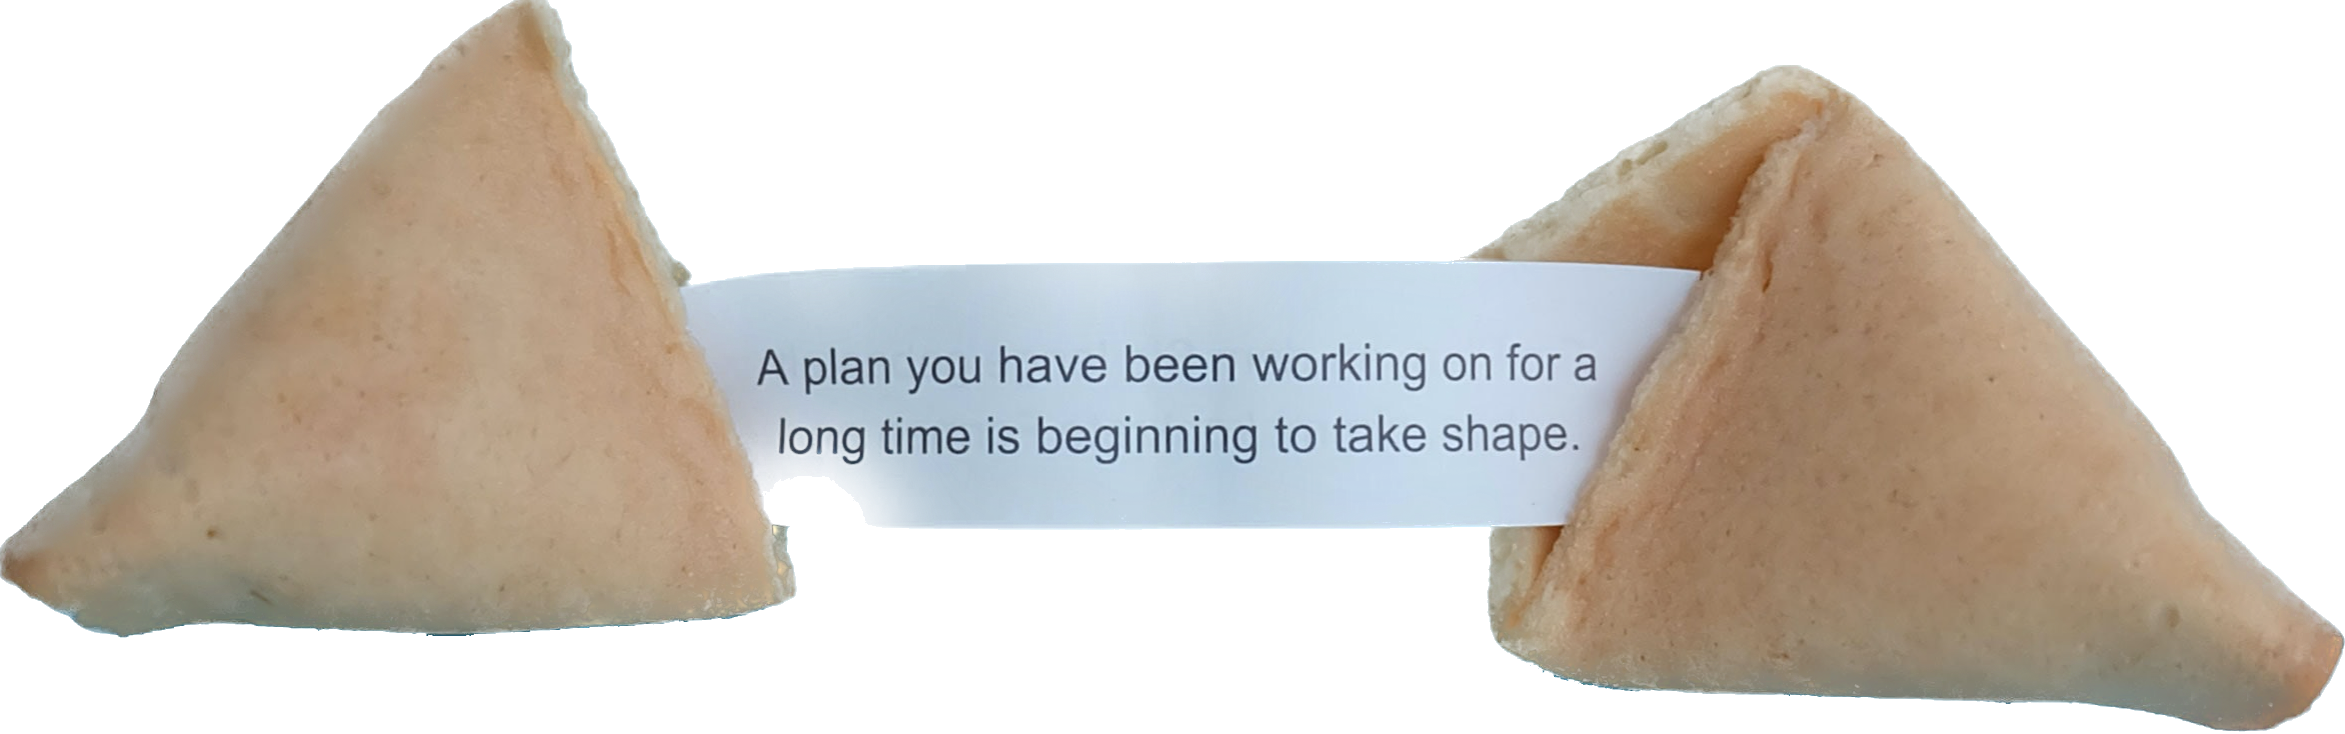 A plan you have been working on for a
long time is beginning to take shape.